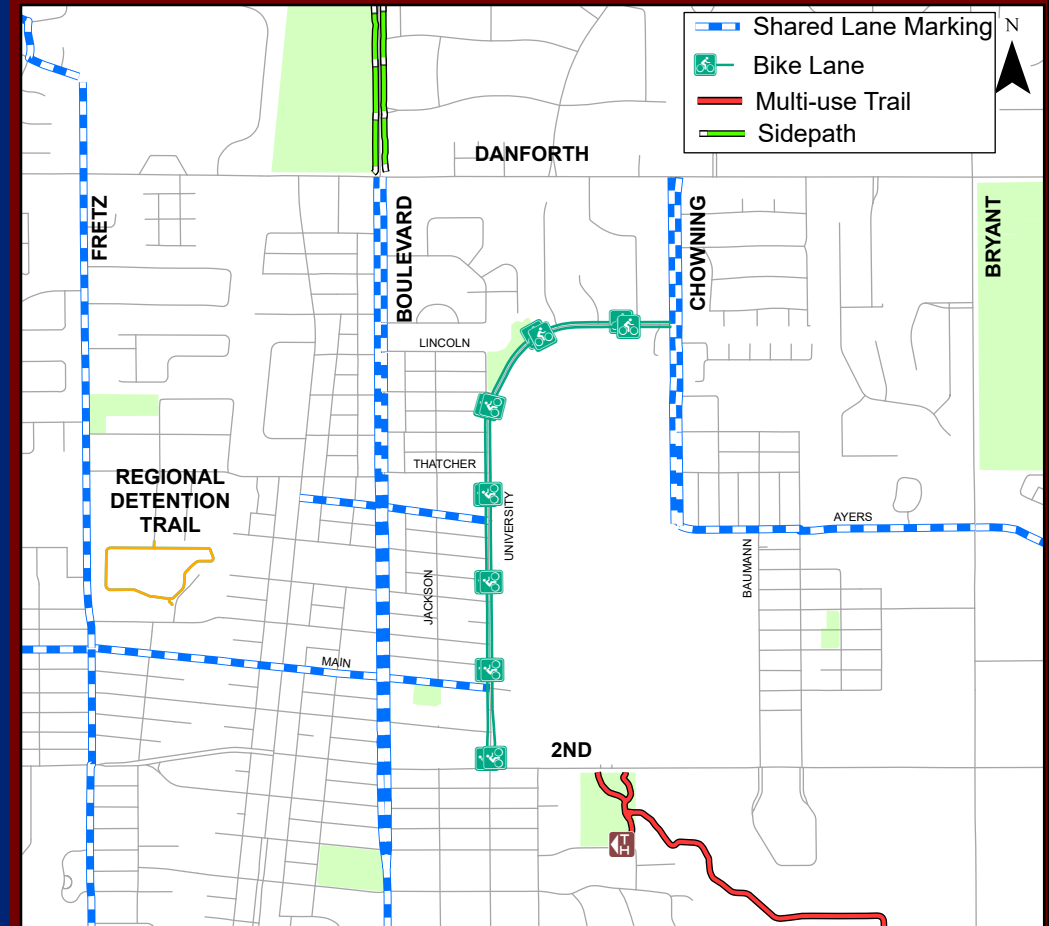 Shared Lane Marking
N
Bike Lane
Multi-use Trail
Sidepath
DANFORTH
FRETZ
BOULEVARD
CHOWNING
BRYANT
LINCOLN
THATCHER
REGIONAL
DETENTION
TRAIL
UNIVERSITY
AYERS
BAUMANN
JACKSON
MAIN
2ND
TH